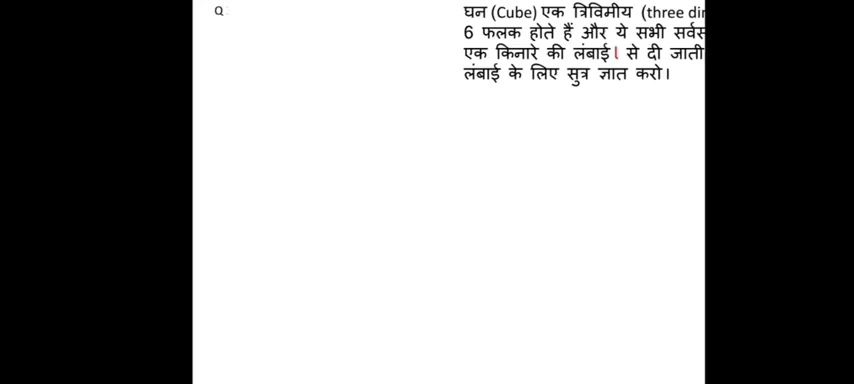 Q
घन (Cube) एक त्रिविमीय (three
6 फलक होते हैं और ये सभी
एक किनारे की लंबाई l से दी जाती
लंबाई के लिए सुत्र ज्ञात करो।